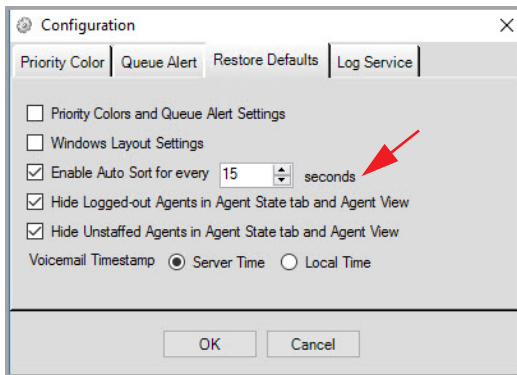 Configuration
Priority Color Queue Alert Restore Defaults Log Service
Priority Colors and Queue Alert Settings
Windows Layout Settings
Enable Auto Sort for every 15 seconds
Hide Logged-out Agents in Agent State tab and Agent View
Hide Unstaffed Agents in Agent State tab and Agent View
Voicemail Timestamp Server Time Local Time
OK Cancel